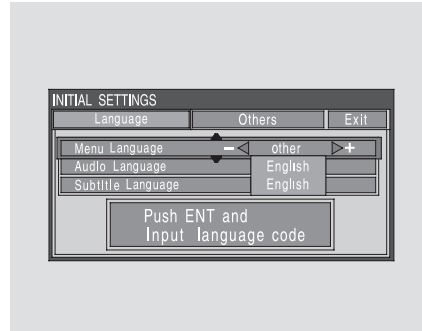 INITIAL SETTINGS
Language Others Exit
Menu Language – other +
Audio Language English
Subtitle Language English
Push ENT and
Input language code